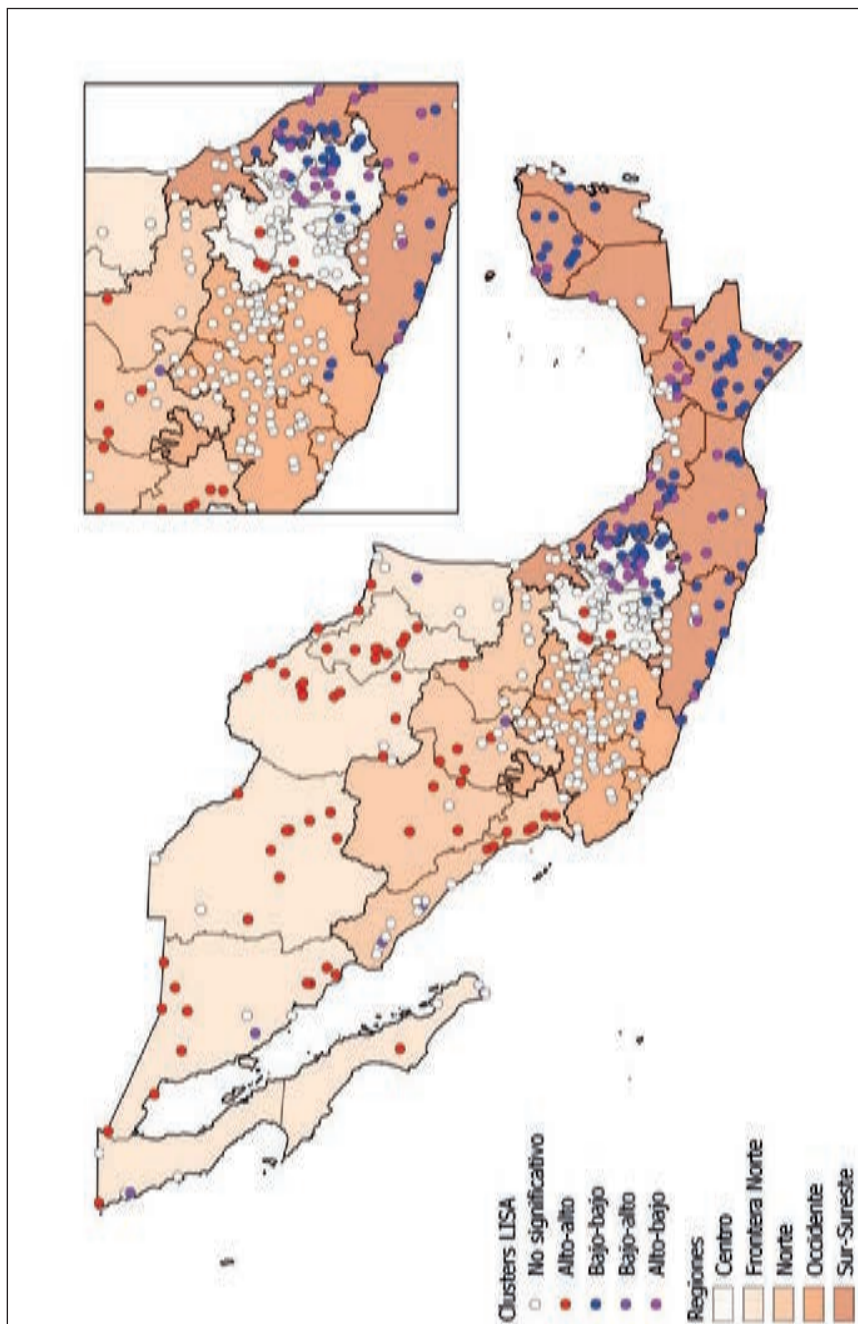 Clusters LISA
No significativo
Alto-alto
Bajo-bajo
Bajo-alto
Alto-bajo
Regiones
Centro
Frontera Norte
Norte
Occidente
Sur-Sureste